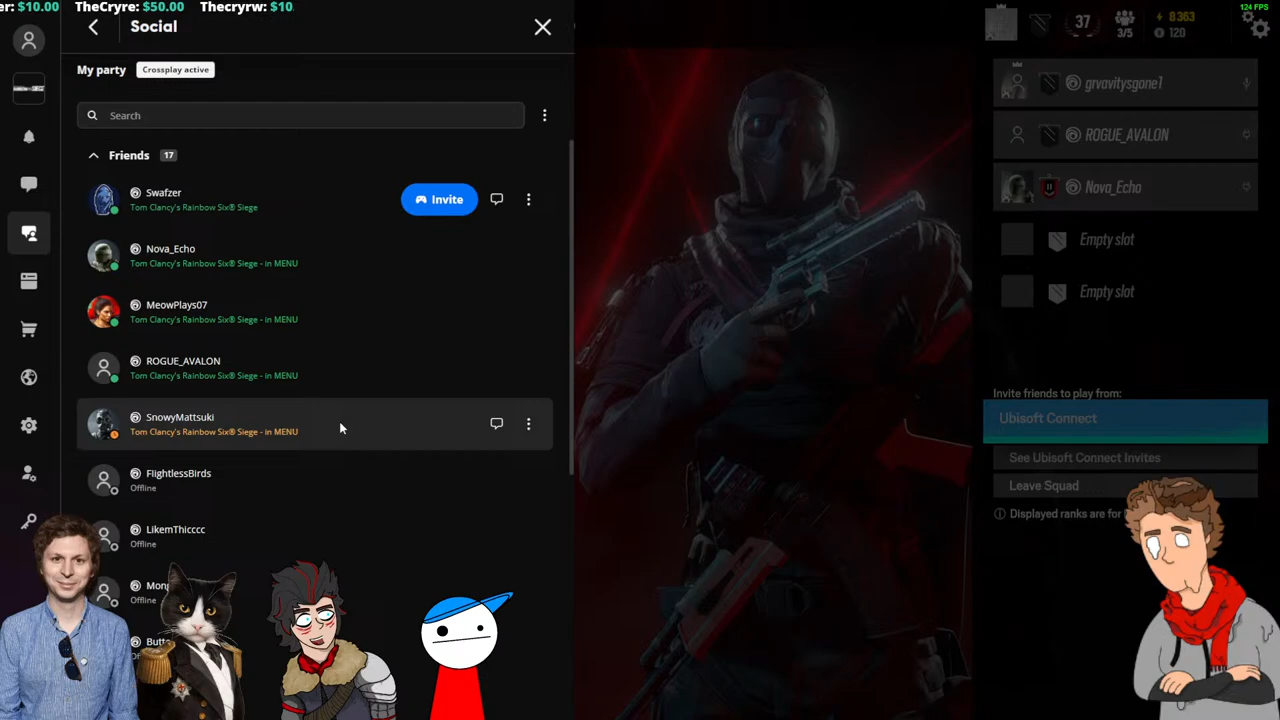 er: $10.00 TheCryre: $50.00 Thecryrw: $10
124 FPS
Social
37
3/5
8 363
120
My party
Crossplay active
Search
Friends 17
Swafzer
Tom Clancy's Rainbow Six® Siege
Invite
Nova_Echo
Tom Clancy's Rainbow Six® Siege - in MENU
MeowPlays07
Tom Clancy's Rainbow Six® Siege - in MENU
ROGUE_AVALON
Tom Clancy's Rainbow Six® Siege - in MENU
SnowyMattsuki
Tom Clancy's Rainbow Six® Siege - in MENU
FlightlessBirds
Offline
LikemThicccc
Offline
Mong
Offline
Butt
grvavitysgone1
ROGUE_AVALON
Nova_Echo
Empty slot
Empty slot
Invite friends to play from:
Ubisoft Connect
See Ubisoft Connect Invites
Leave Squad
Displayed ranks are for